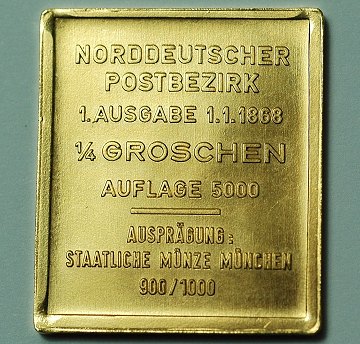 NORDDEUTSCHER
POSTBEZIRK
1. AUSGABE 1.1.1868
¼ GROSCHEN
AUFLAGE 5000
AUSPRÄGUNG:
STAATLICHE MÜNZE MÜNCHEN
900/1000